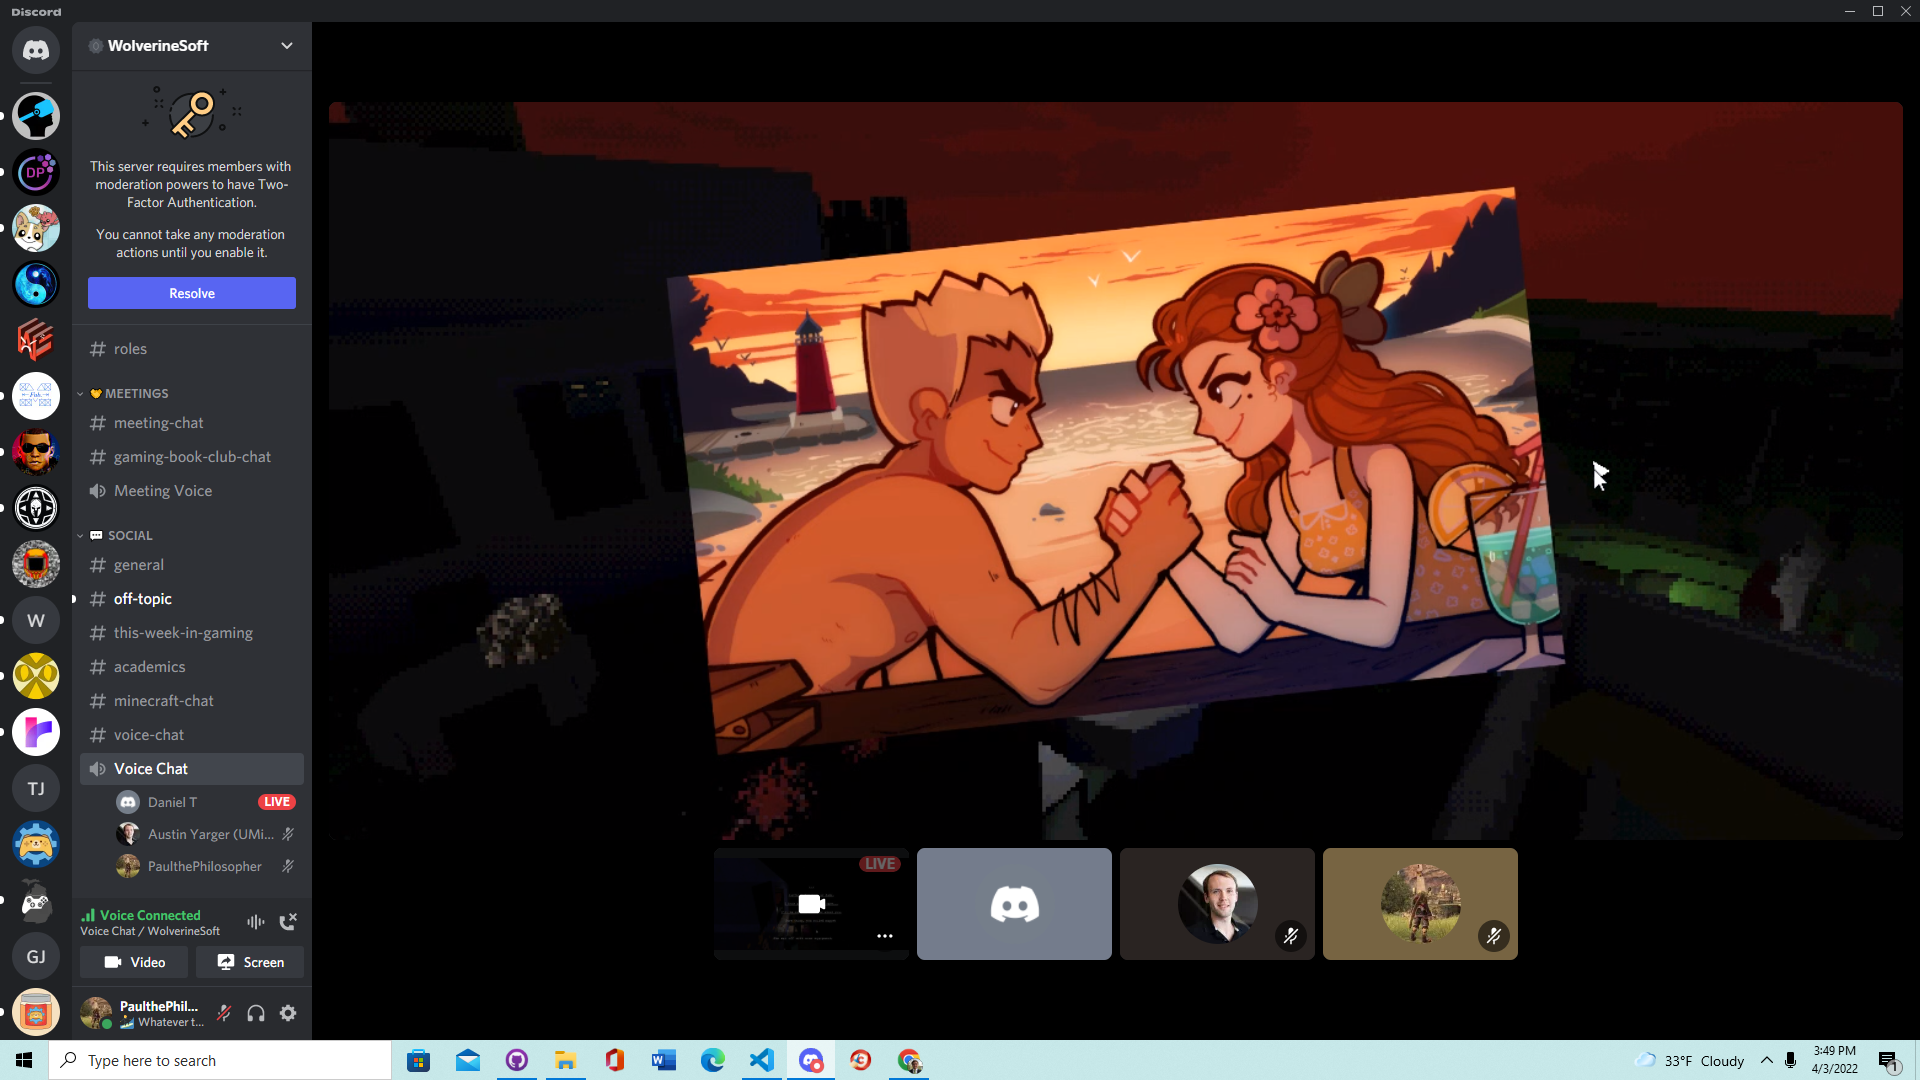 Discord
WolverineSoft
This server requires members with
moderation powers to have Two-
Factor Authentication.
You cannot take any moderation
actions until you enable it.
Resolve
roles
MEETINGS
meeting-chat
gaming-book-club-chat
Meeting Voice
SOCIAL
general
off-topic
this-week-in-gaming
academics
minecraft-chat
voice-chat
Voice Chat
Daniel T
LIVE
Austin Yarger (UMi...
PaulthePhilosopher
Voice Connected
Voice Chat / WolverineSoft
Video
Screen
PaulthePhil...
Whatever t...
DP
W
TJ
GJ
LIVE
Type here to search
33°F Cloudy
3:49 PM
4/3/2022
1